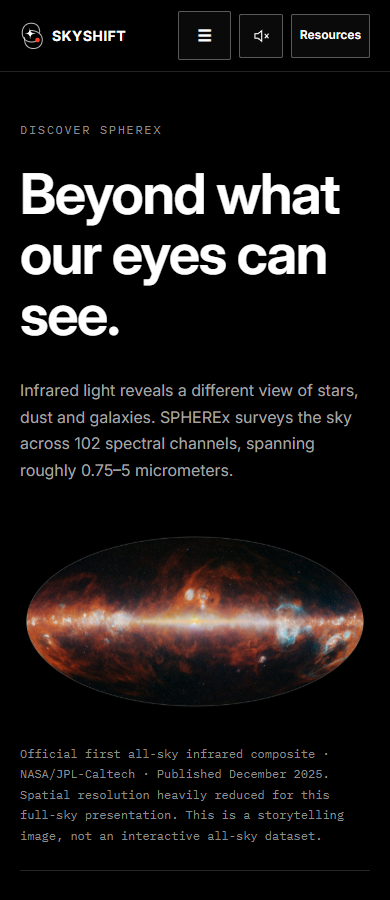 SKYSHIFT
Resources
DISCOVER SPHEREX
Beyond what
our eyes can
see.
Infrared light reveals a different view of stars,
dust and galaxies. SPHEREx surveys the sky
across 102 spectral channels, spanning
roughly 0.75–5 micrometers.
Official first all-sky infrared composite ·
NASA/JPL-Caltech · Published December 2025.
Spatial resolution heavily reduced for this
full-sky presentation. This is a storytelling
image, not an interactive all-sky dataset.